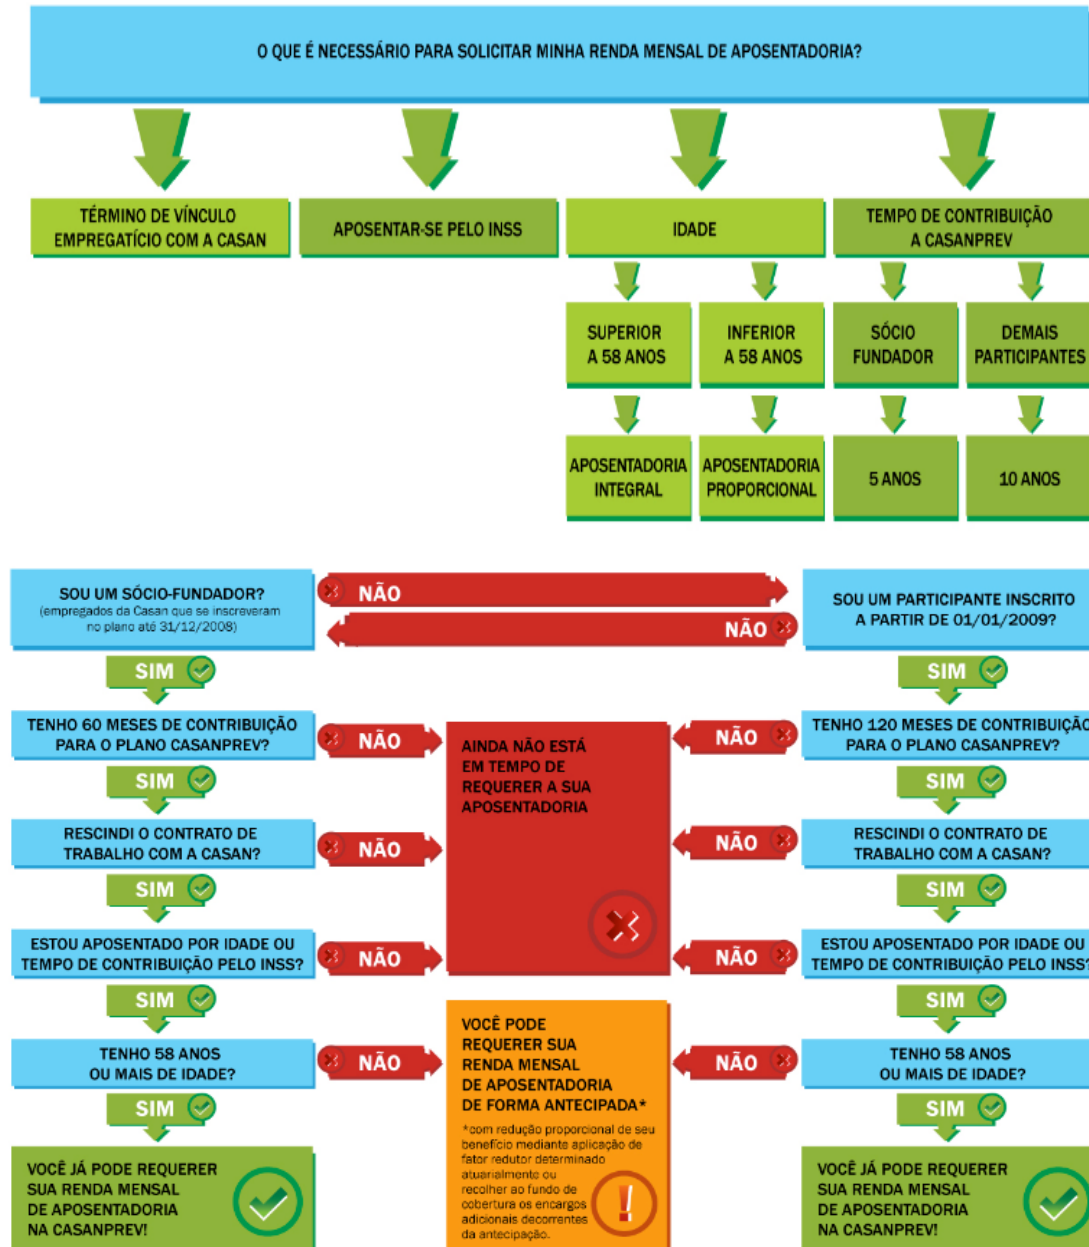 O QUE É NECESSÁRIO PARA SOLICITAR MINHA RENDA MENSAL DE APOSENTADORIA?
TÉRMINO DE VÍNCULO
EMPREGATÍCIO COM A CASAN
APOSENTAR-SE PELO INSS
IDADE
TEMPO DE CONTRIBUIÇÃO
A CASANPREV
SUPERIOR
A 58 ANOS
INFERIOR
A 58 ANOS
SÓCIO
FUNDADOR
DEMAIS
PARTICIPANTES
APOSENTADORIA
INTEGRAL
APOSENTADORIA
PROPORCIONAL
5 ANOS
10 ANOS
SOU UM SÓCIO-FUNDADOR?
(empregados da Casan que se inscreveram
no plano até 31/12/2008)
NÃO
NÃO
SOU UM PARTICIPANTE INSCRITO
A PARTIR DE 01/01/2009?
SIM
SIM
TENHO 60 MESES DE CONTRIBUIÇÃO
PARA O PLANO CASANPREV?
NÃO
AINDA NÃO ESTÁ
EM TEMPO DE
REQUERER A SUA
APOSENTADORIA
NÃO
TENHO 120 MESES DE CONTRIBUIÇÃO
PARA O PLANO CASANPREV?
SIM
SIM
RESCINDI O CONTRATO DE
TRABALHO COM A CASAN?
NÃO
NÃO
RESCINDI O CONTRATO DE
TRABALHO COM A CASAN?
SIM
SIM
ESTOU APOSENTADO POR IDADE OU
TEMPO DE CONTRIBUIÇÃO PELO INSS?
NÃO
NÃO
ESTOU APOSENTADO POR IDADE OU
TEMPO DE CONTRIBUIÇÃO PELO INSS?
SIM
SIM
TENHO 58 ANOS
OU MAIS DE IDADE?
NÃO
VOCÊ PODE
REQUERER SUA
RENDA MENSAL
DE APOSENTADORIA
DE FORMA ANTECIPADA*
*com redução proporcional de seu
benefício mediante aplicação de
fator redutor determinado
atuarialmente ou
recolher ao fundo de
cobertura os encargos
adicionais decorrentes
da antecipação.
NÃO
TENHO 58 ANOS
OU MAIS DE IDADE?
SIM
SIM
VOCÊ JÁ PODE REQUERER
SUA RENDA MENSAL
DE APOSENTADORIA
NA CASANPREV!
VOCÊ JÁ PODE REQUERER
SUA RENDA MENSAL
DE APOSENTADORIA
NA CASANPREV!